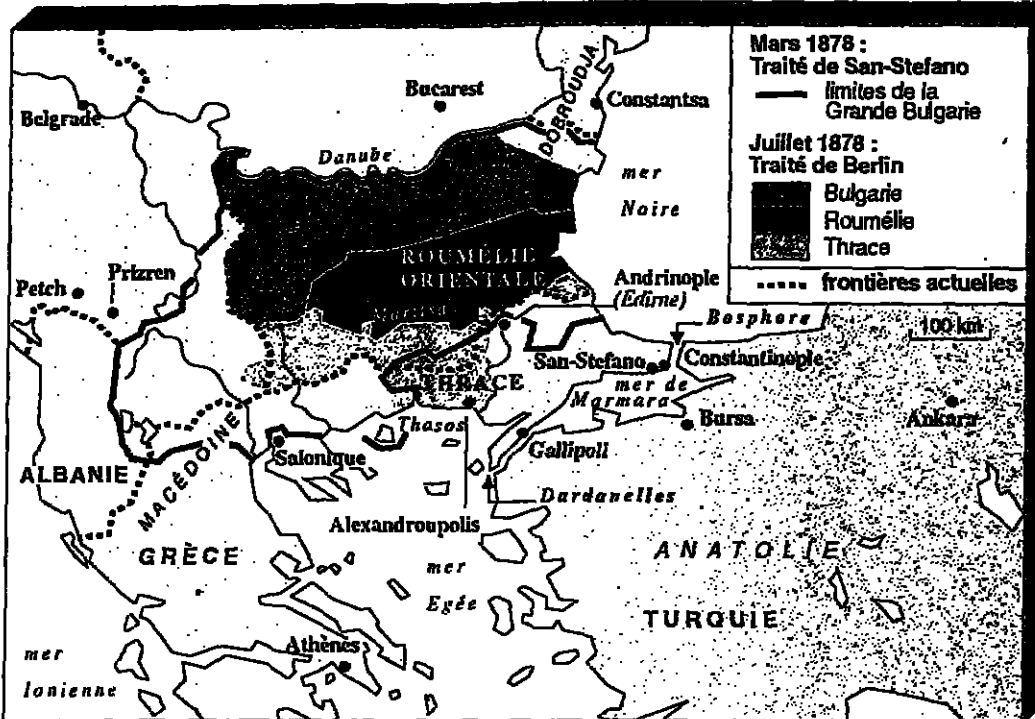 Mars 1878 :
Traité de San-Stefano
limites de la
Grande Bulgarie
Juillet 1878 :
Traité de Berlin
Bulgarie
Roumélie
Thrace
frontières actuelles
100 km
Belgrade
Bucarest
DOBROUDJA
Constantsa
Danube
mer
Noire
ROUMÉLIE
ORIENTALE
Maritsa
Petch
Prizren
Andrinople
(Edirne)
Bosphore
San-Stefano
Constantinople
THRACE
mer de
Marmara
Bursa
Ankara
Thasos
Gallipoli
Salonique
ALBANIE
MACÉDOINE
Dardanelles
Alexandroupolis
GRÈCE
mer
Egée
ANATOLIE
TURQUIE
Athènes
mer
Ionienne